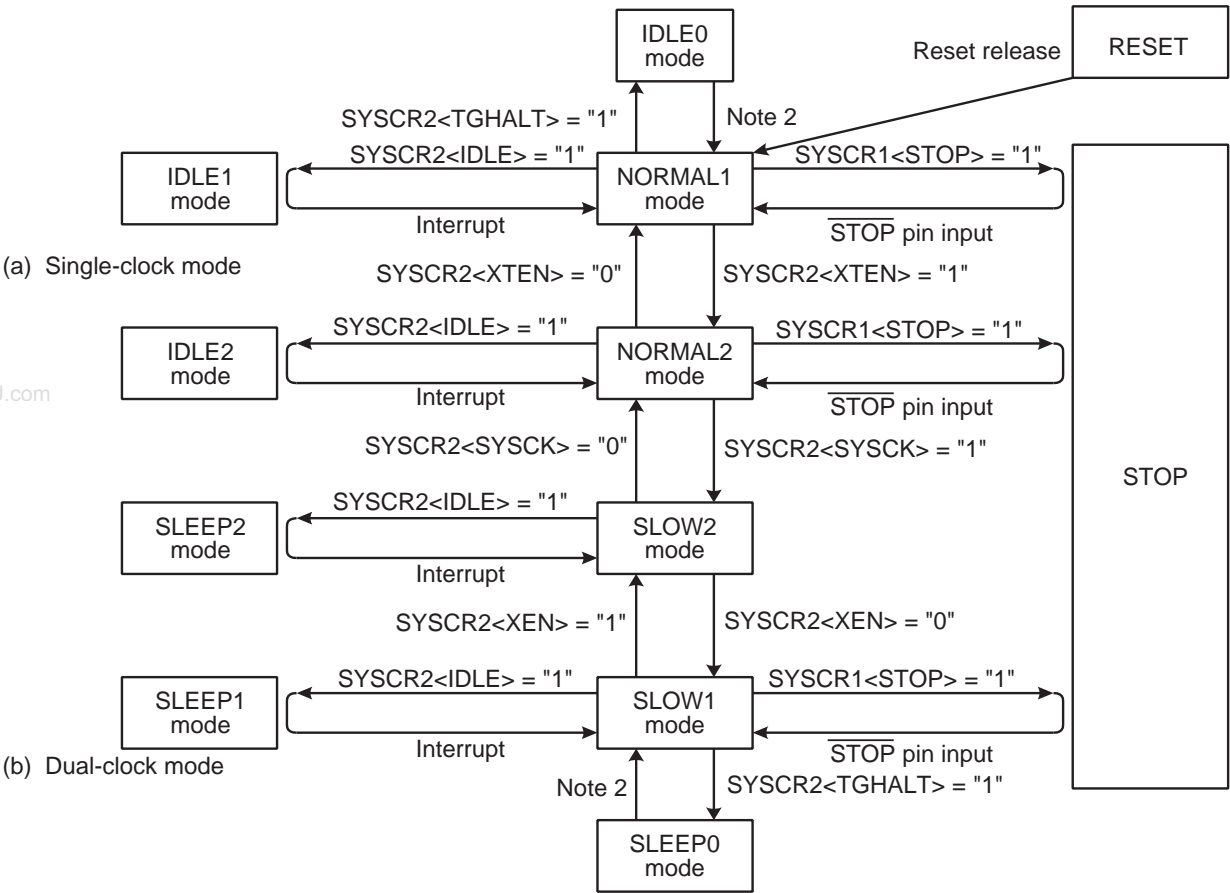 IDLE0
mode
Reset release
RESET
SYSCR2<TGHALT> = "1"
Note 2
IDLE1
mode
SYSCR2<IDLE> = "1"
Interrupt
NORMAL1
mode
SYSCR1<STOP> = "1"
STOP pin input
(a) Single-clock mode
SYSCR2<XTEN> = "0"
SYSCR2<XTEN> = "1"
IDLE2
mode
SYSCR2<IDLE> = "1"
Interrupt
NORMAL2
mode
SYSCR1<STOP> = "1"
STOP pin input
.com
SYSCR2<SYSCK> = "0"
SYSCR2<SYSCK> = "1"
STOP
SLEEP2
mode
SYSCR2<IDLE> = "1"
Interrupt
SLOW2
mode
SYSCR2<XEN> = "1"
SYSCR2<XEN> = "0"
SLEEP1
mode
SYSCR2<IDLE> = "1"
Interrupt
SLOW1
mode
SYSCR1<STOP> = "1"
STOP pin input
(b) Dual-clock mode
Note 2
SYSCR2<TGHALT> = "1"
SLEEP0
mode